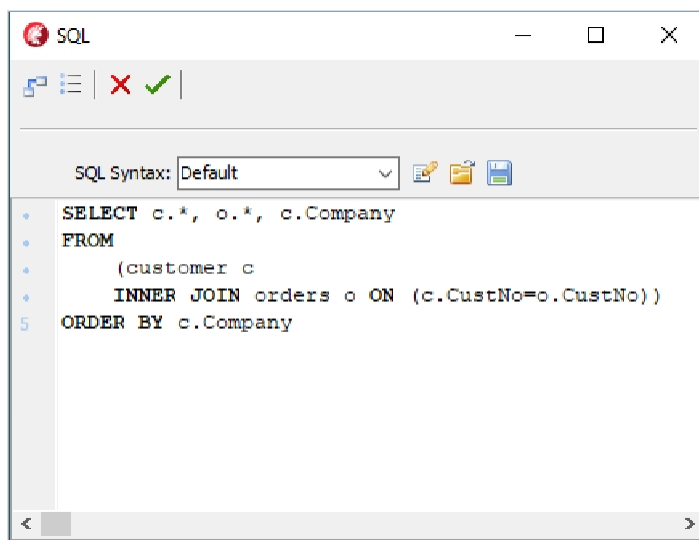 SQL
SQL Syntax: Default
SELECT c.*, o.*, c.Company
FROM
(customer c
INNER JOIN orders o ON (c.CustNo=o.CustNo))
5 ORDER BY c.Company